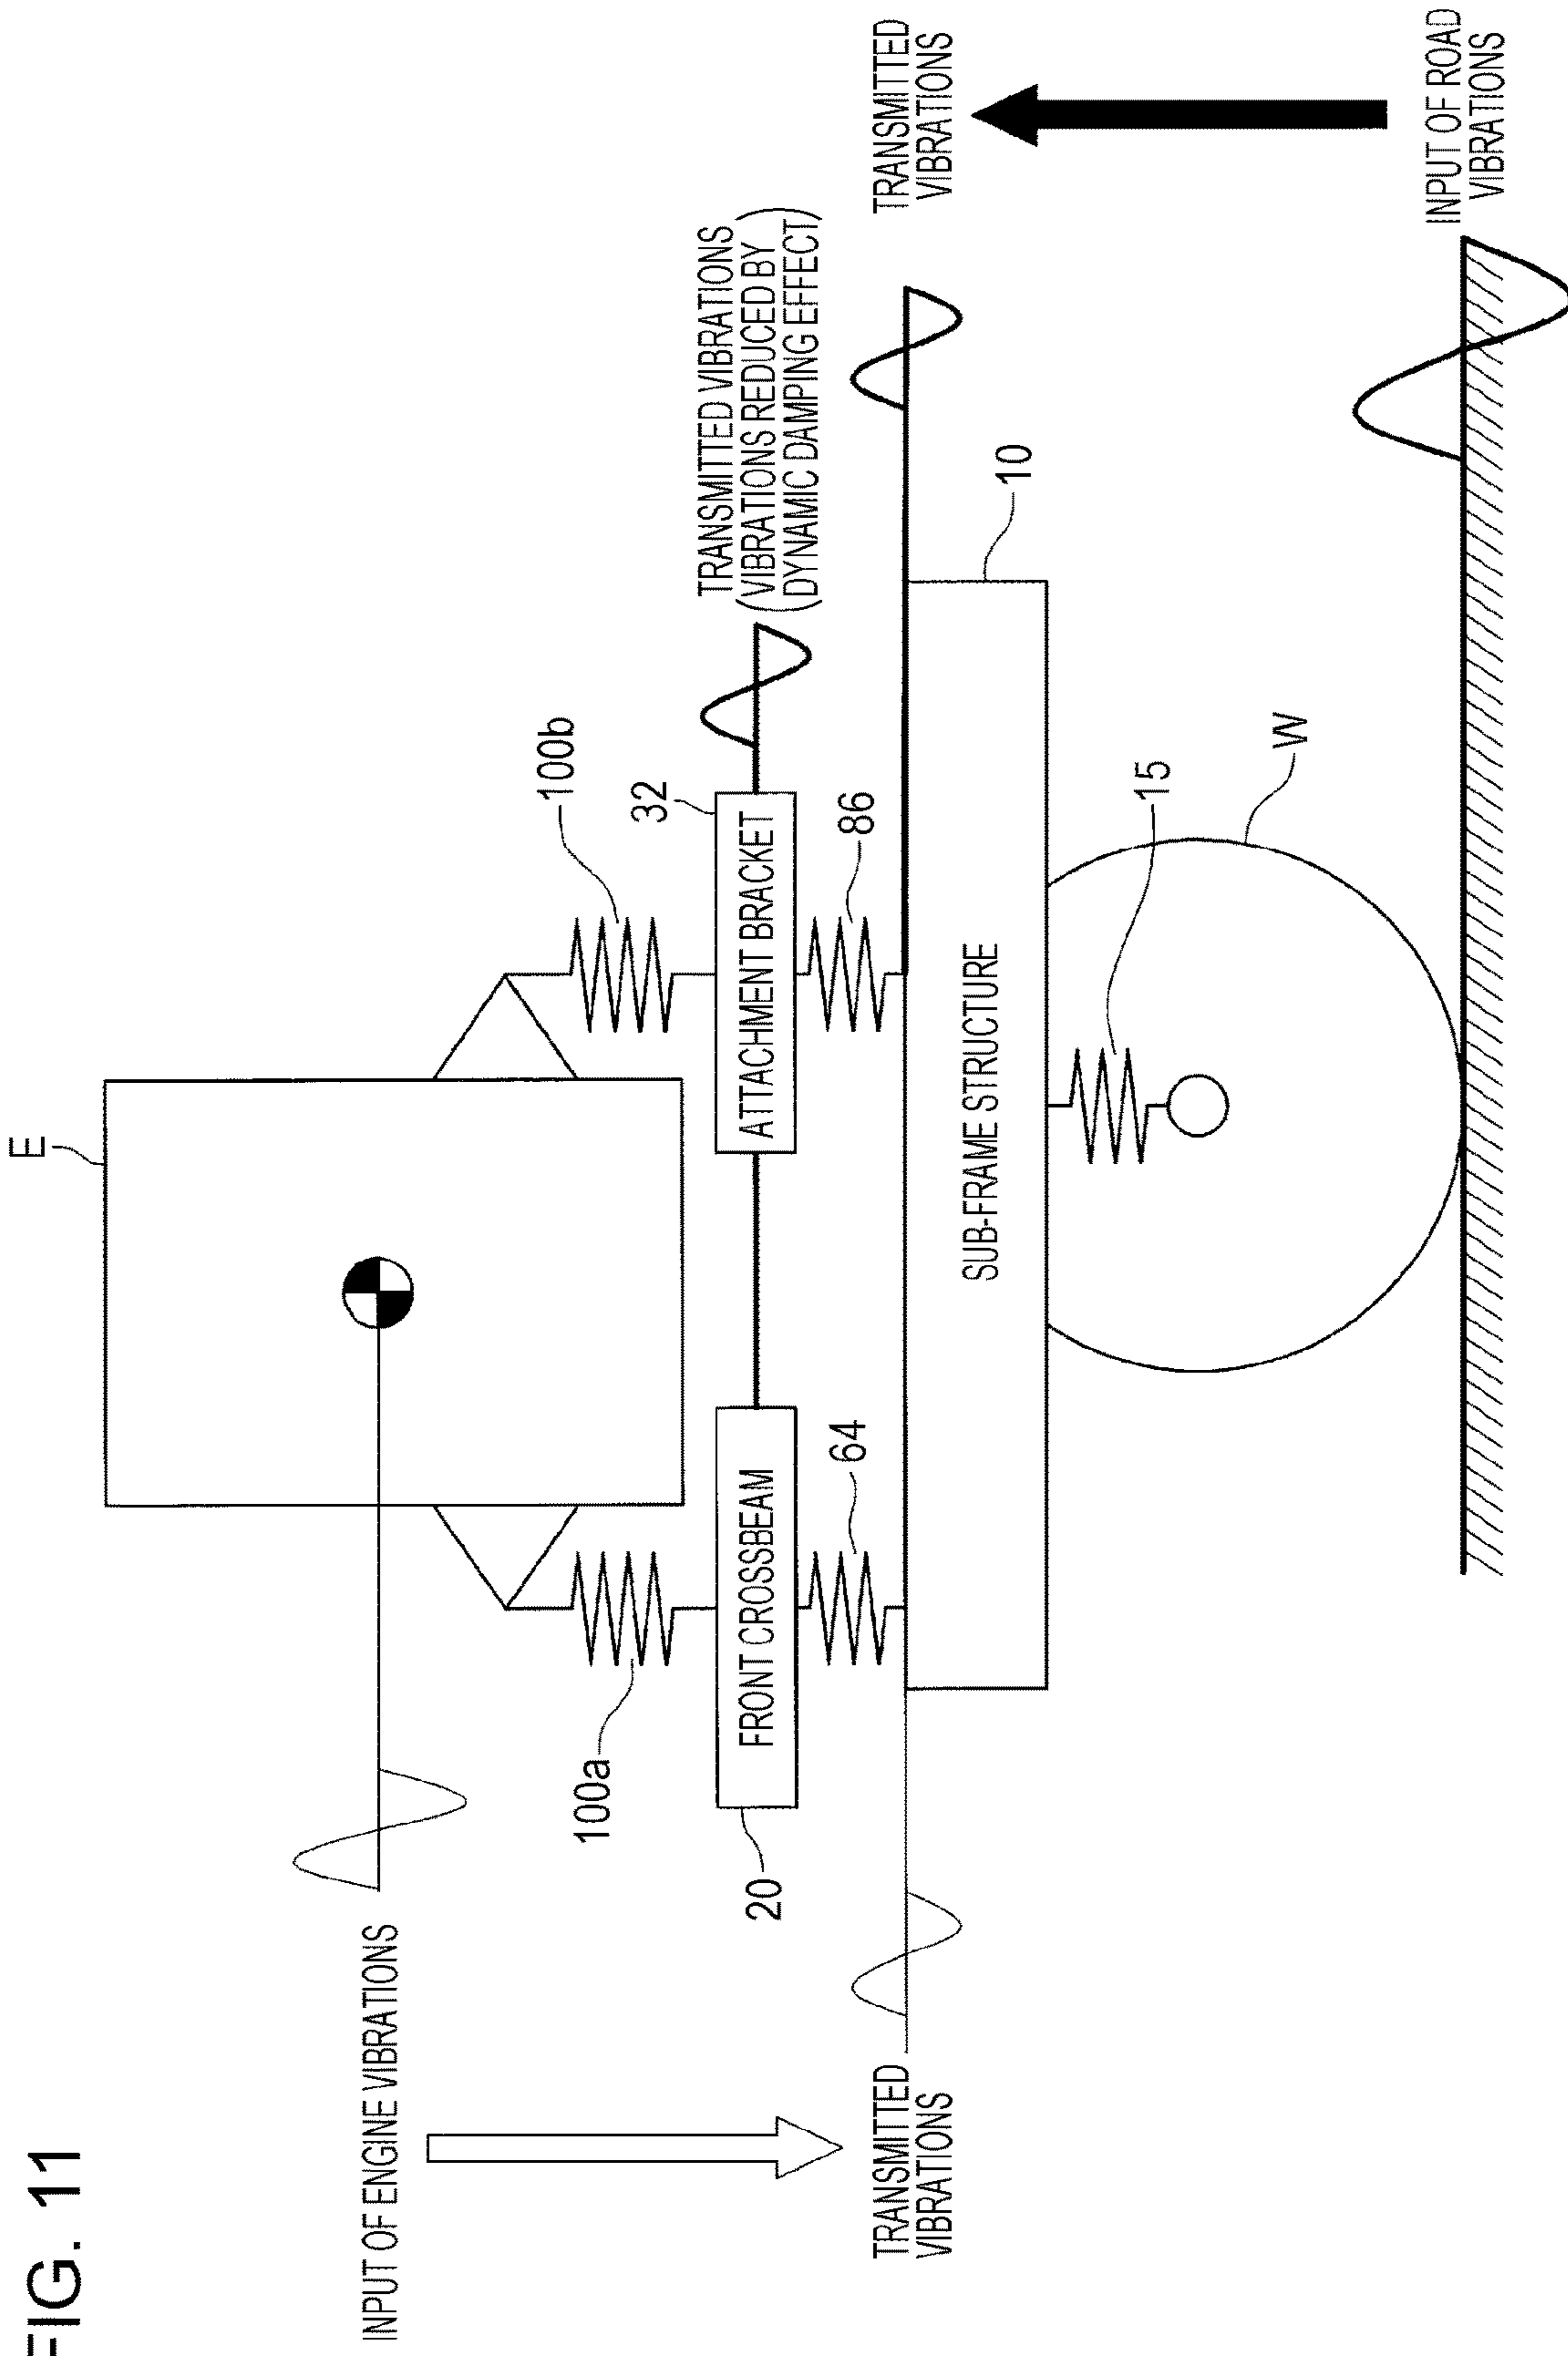 FIG. 11
E
INPUT OF ENGINE VIBRATIONS
100a
100b
20
FRONT CROSSBEAM
32
ATTACHMENT BRACKET
TRANSMITTED VIBRATIONS
(VIBRATIONS REDUCED BY
DYNAMIC DAMPING EFFECT)
64
86
TRANSMITTED
VIBRATIONS
SUB-FRAME STRUCTURE
10
TRANSMITTED
VIBRATIONS
15
W
INPUT OF ROAD
VIBRATIONS